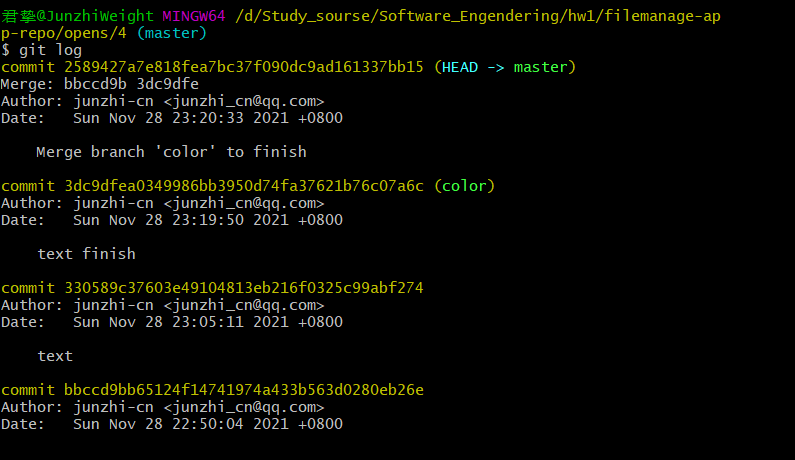 君挚@JunzhiWeight MINGW64 /d/Study_sourse/Software_Engendering/hw1/filemanage-ap
p-repo/opens/4 (master)
$ git log
commit 2589427a7e818fea7bc37f090dc9ad161337bb15 (HEAD -> master)
Merge: bbccd9b 3dc9dfe
Author: junzhi-cn <junzhi_cn@qq.com>
Date:   Sun Nov 28 23:20:33 2021 +0800
    Merge branch 'color' to finish
commit 3dc9dfea0349986bb3950d74fa37621b76c07a6c (color)
Author: junzhi-cn <junzhi_cn@qq.com>
Date:   Sun Nov 28 23:19:50 2021 +0800
    text finish
commit 330589c37603e49104813eb216f0325c99abf274
Author: junzhi-cn <junzhi_cn@qq.com>
Date:   Sun Nov 28 23:05:11 2021 +0800
    text
commit bbccd9bb65124f14741974a433b563d0280eb26e
Author: junzhi-cn <junzhi_cn@qq.com>
Date:   Sun Nov 28 22:50:04 2021 +0800